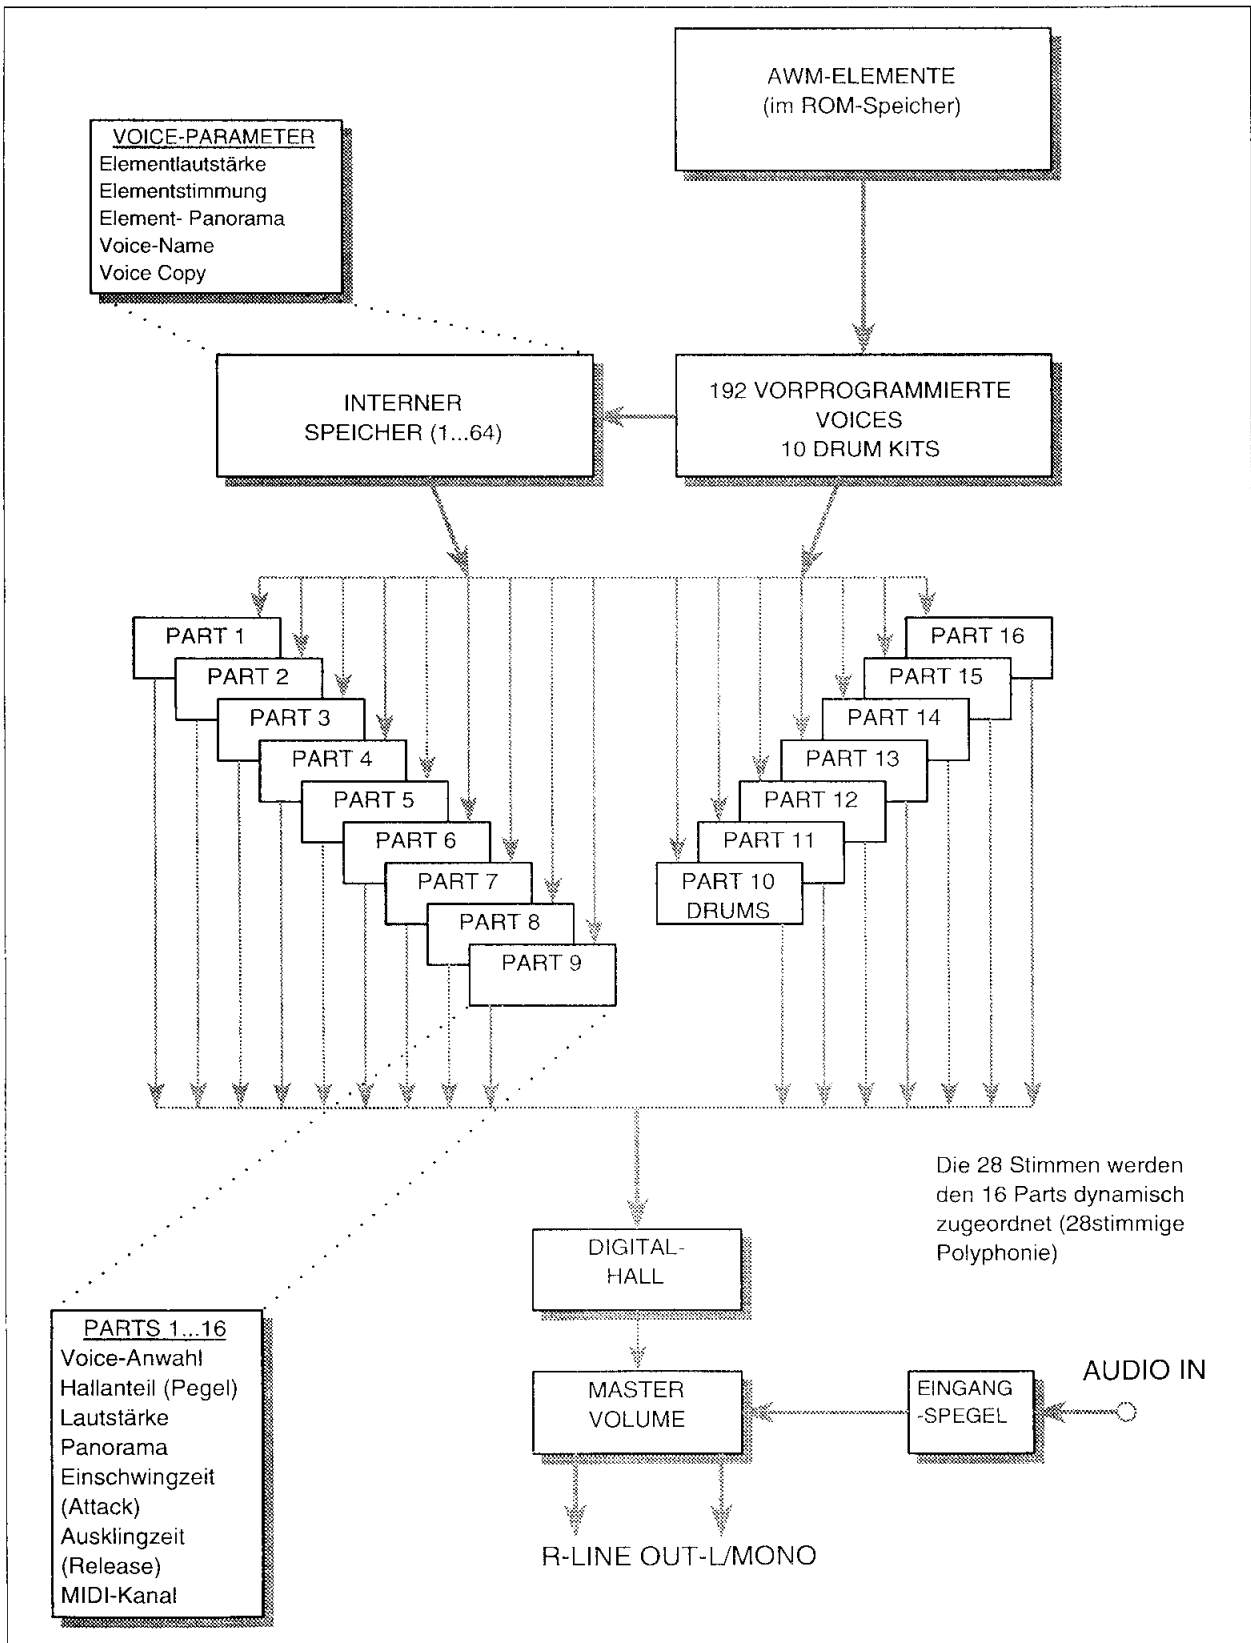 AWM-ELEMENTE
(im ROM-Speicher)
VOICE-PARAMETER
Elementlautstärke
Elementstimmung
Element- Panorama
Voice-Name
Voice Copy
INTERNER
SPEICHER (1...64)
192 VORPROGRAMMIERTE
VOICES
10 DRUM KITS
PART 1
PART 2
PART 3
PART 4
PART 5
PART 6
PART 7
PART 8
PART 9
PART 16
PART 15
PART 14
PART 13
PART 12
PART 11
PART 10
DRUMS
Die 28 Stimmen werden
den 16 Parts dynamisch
zugeordnet (28stimmige
Polyphonie)
DIGITAL-
HALL
PARTS 1...16
Voice-Anwahl
Hallanteil (Pegel)
Lautstärke
Panorama
Einschwingzeit
(Attack)
Ausklingzeit
(Release)
MIDI-Kanal
MASTER
VOLUME
EINGANG
-SPEGEL
AUDIO IN
R-LINE OUT-L/MONO